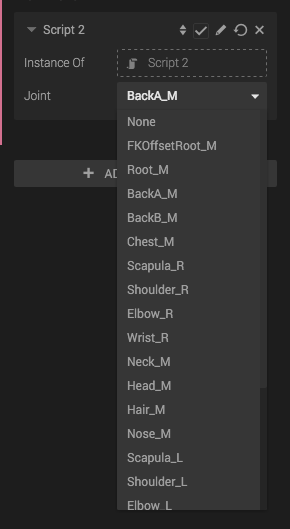 Script 2
Instance Of Script 2
Joint BackA_M
None
FKOffsetRoot_M
Root_M
BackA_M
BackB_M
Chest_M
Scapula_R
Shoulder_R
Elbow_R
Wrist_R
Neck_M
Head_M
Hair_M
Nose_M
Scapula_L
Shoulder_L
Elbow_L